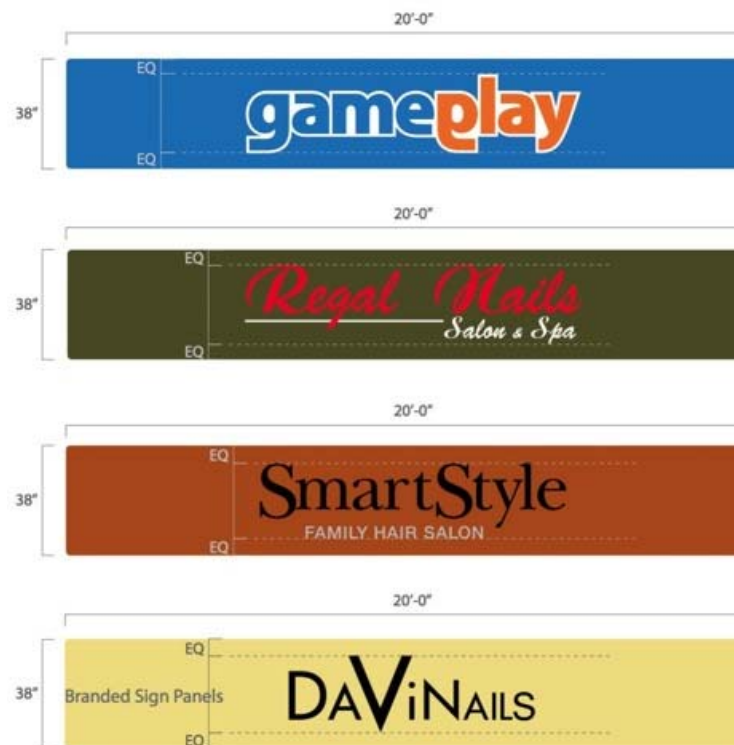 20'-0"
EQ
38"
gameplay
EQ
20'-0"
EQ
38"
Regal Nails
Salon & Spa
EQ
20'-0"
EQ
38"
SmartStyle
FAMILY HAIR SALON
EQ
20'-0"
EQ
38"
Branded Sign Panels
DAViNAILS
EQ